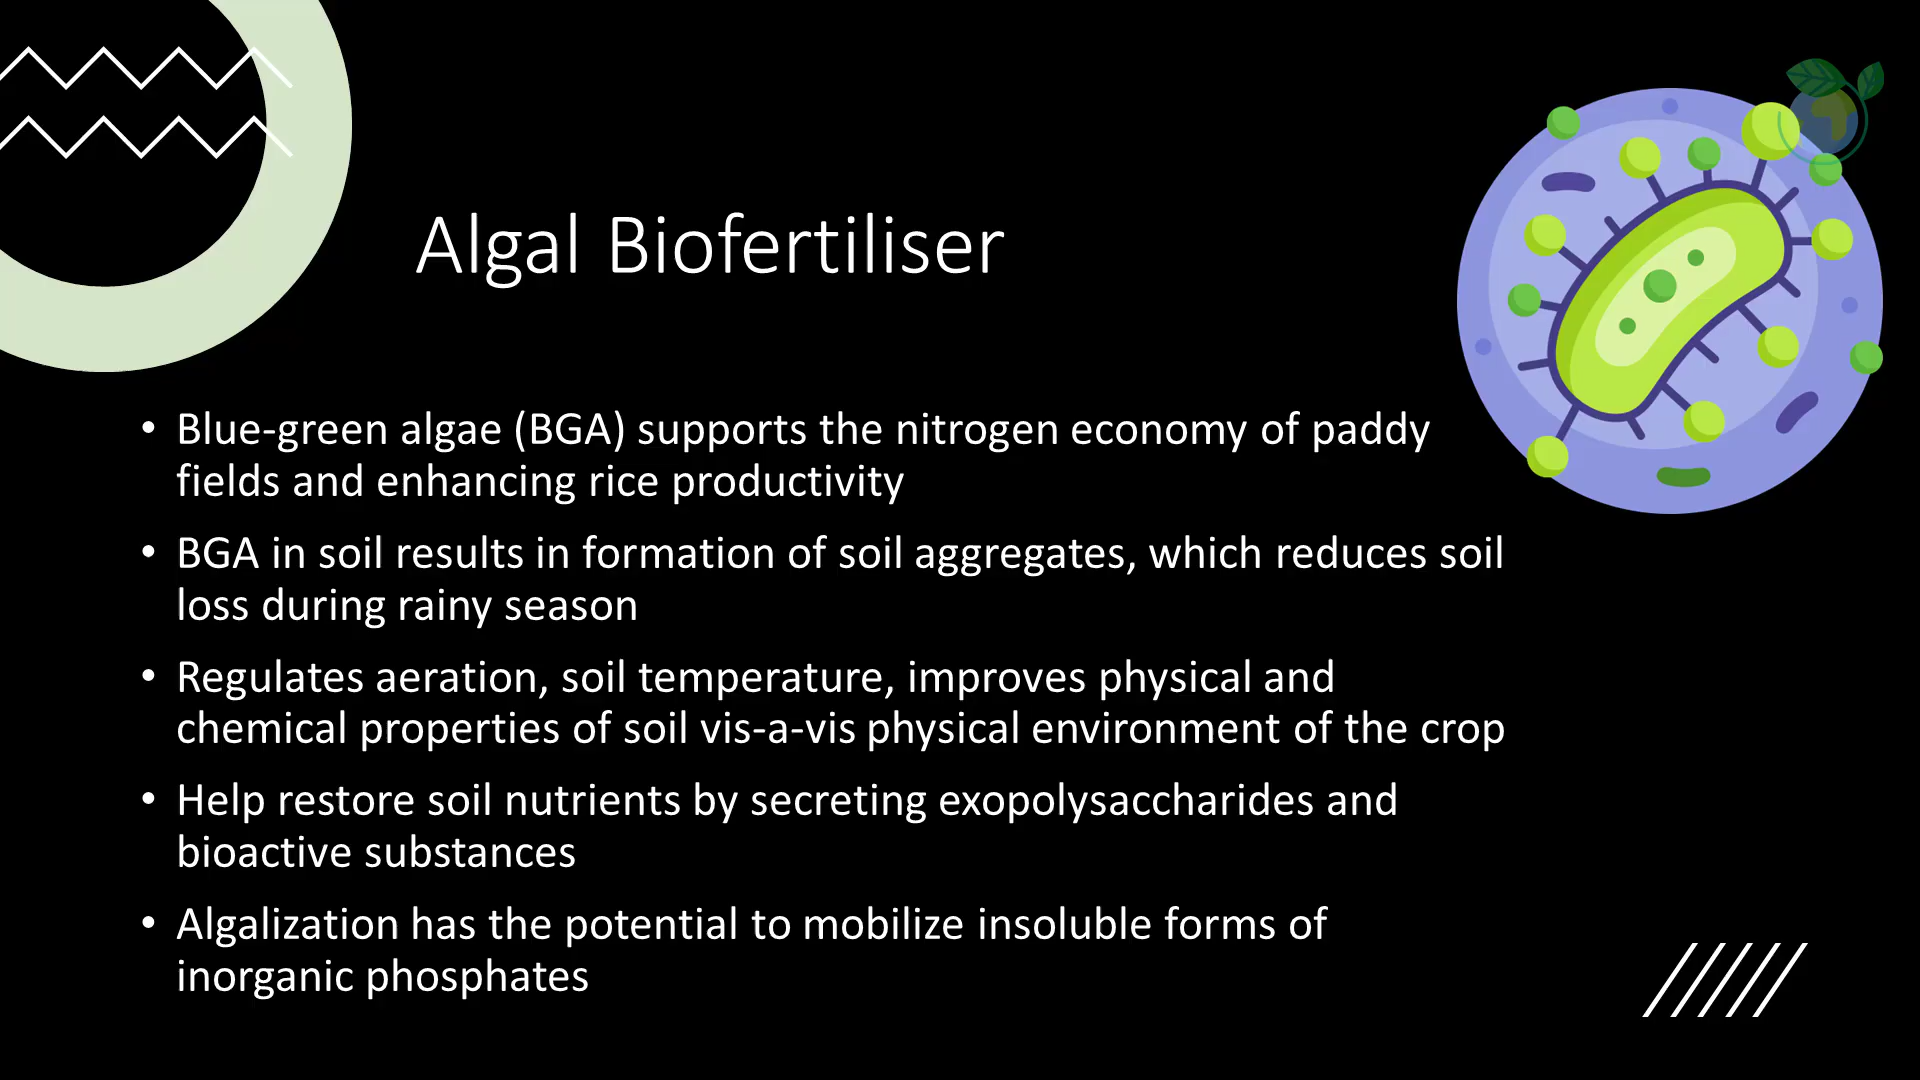 Algal Biofertiliser
• Blue-green algae (BGA) supports the nitrogen economy of paddy
fields and enhancing rice productivity
• BGA in soil results in formation of soil aggregates, which reduces soil
loss during rainy season
• Regulates aeration, soil temperature, improves physical and
chemical properties of soil vis-a-vis physical environment of the crop
• Help restore soil nutrients by secreting exopolysaccharides and
bioactive substances
• Algalization has the potential to mobilize insoluble forms of
inorganic phosphates